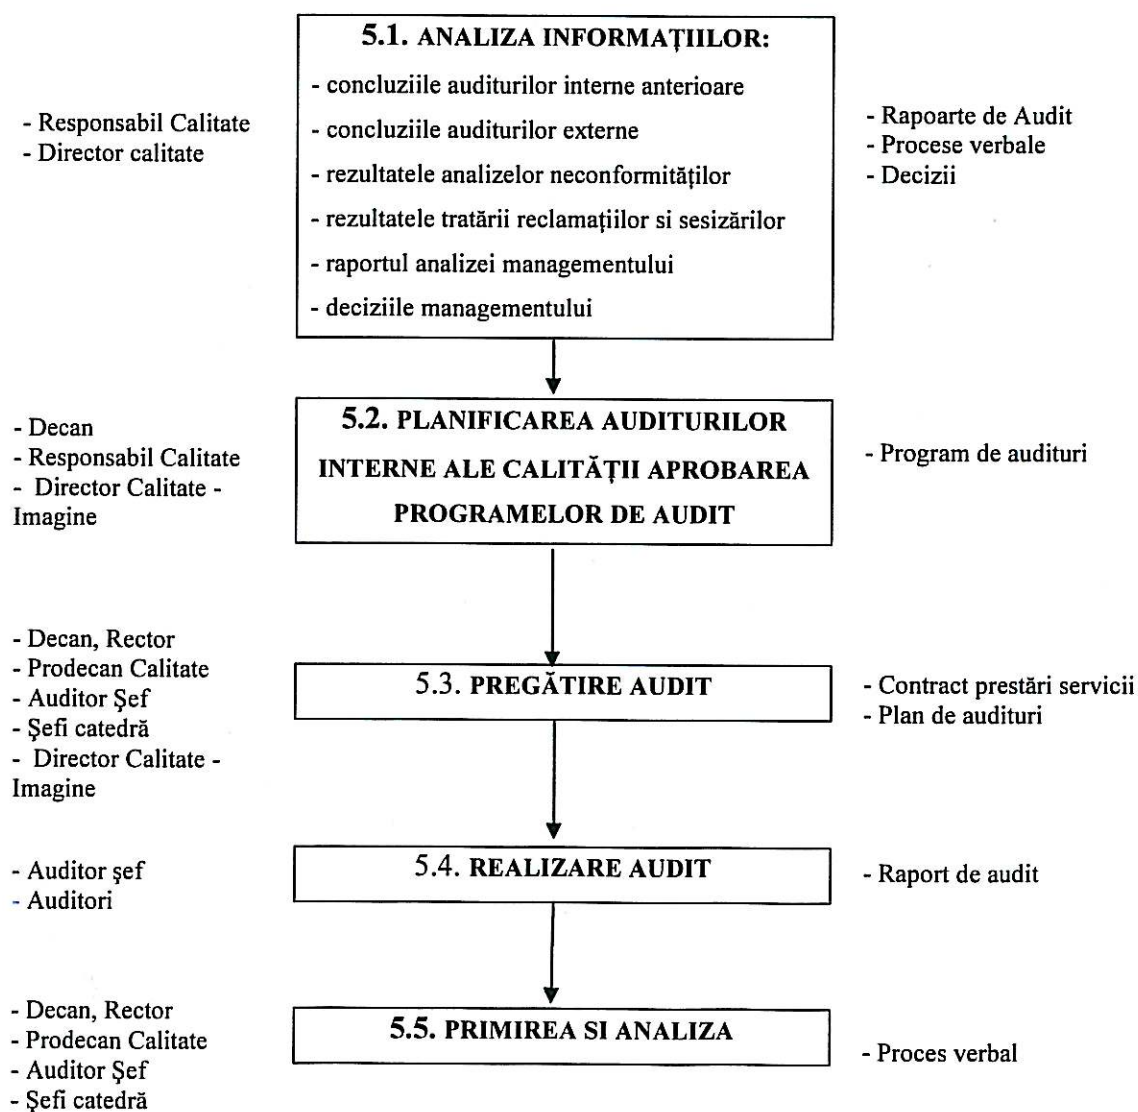 5.1. ANALIZA INFORMAȚIILOR:
- concluziile auditurilor interne anterioare
- concluziile auditurilor externe
- rezultatele analizelor neconformităților
- rezultatele tratării reclamațiilor si sesizărilor
- raportul analizei managementului
- deciziile managementului
- Responsabil Calitate
- Director calitate
- Rapoarte de Audit
- Procese verbale
- Decizii
- Decan
- Responsabil Calitate
- Director Calitate -
Imagine
5.2. PLANIFICAREA AUDITURILOR
INTERNE ALE CALITĂȚII APROBAREA
PROGRAMELOR DE AUDIT
- Program de audituri
- Decan, Rector
- Prodecan Calitate
- Auditor Şef
- Şefi catedră
- Director Calitate -
Imagine
5.3. PREGĂTIRE AUDIT
- Contract prestări servicii
- Plan de audituri
- Auditor şef
- Auditori
5.4. REALIZARE AUDIT
- Raport de audit
- Decan, Rector
- Prodecan Calitate
- Auditor Şef
- Şefi catedră
5.5. PRIMIREA SI ANALIZA
- Proces verbal